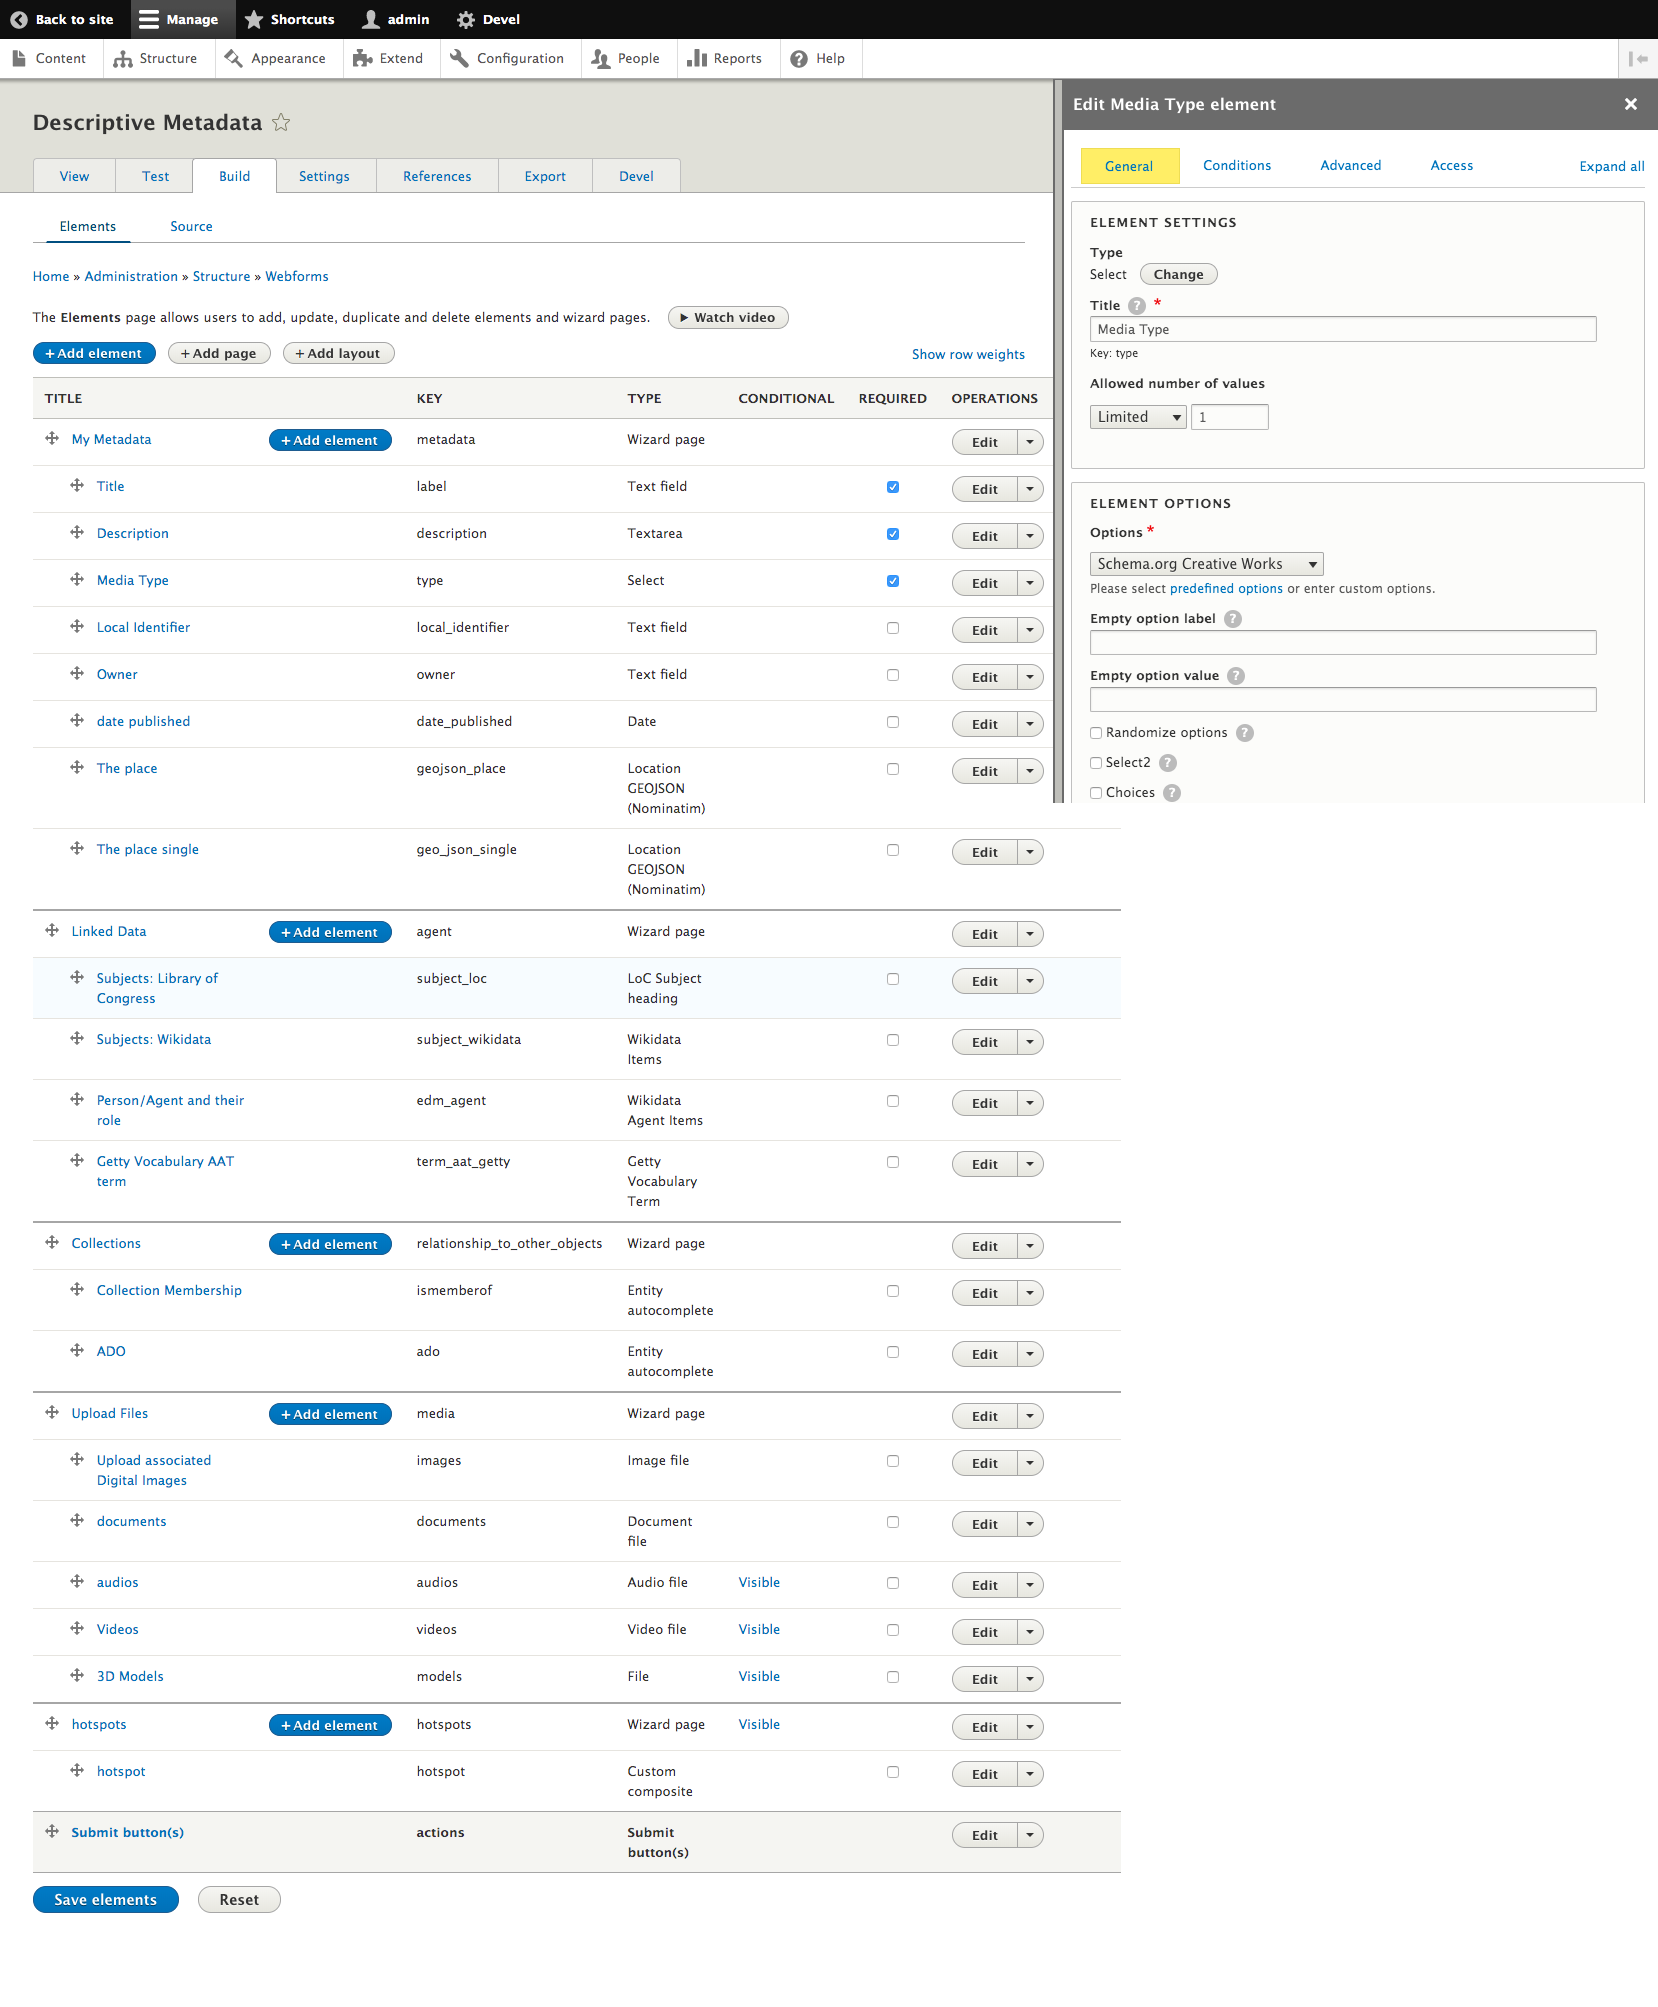 Back to site Manage Shortcuts admin Devel
Content Structure Appearance Extend Configuration People Reports Help
Descriptive Metadata
View Test Build Settings References Export Devel
Elements Source
Home » Administration » Structure » Webforms
The Elements page allows users to add, update, duplicate and delete elements and wizard pages. ▶ Watch video
+ Add element + Add page + Add layout Show row weights
TITLE KEY TYPE CONDITIONAL REQUIRED OPERATIONS
My Metadata + Add element metadata Wizard page Edit
Title label Text field Edit
Description description Textarea Edit
Media Type type Select Edit
Local Identifier local_identifier Text field Edit
Owner owner Text field Edit
date published date_published Date Edit
The place geojson_place Location Edit
GEOJSON
(Nominatim)
The place single geo_json_single Location Edit
GEOJSON
(Nominatim)
Linked Data + Add element agent Wizard page Edit
Subjects: Library of subject_loc LoC Subject Edit
Congress heading
Subjects: Wikidata subject_wikidata Wikidata Edit
Items
Person/Agent and their edm_agent Wikidata Edit
role Agent Items
Getty Vocabulary AAT term_aat_getty Getty Edit
term Vocabulary
Term
Collections + Add element relationship_to_other_objects Wizard page Edit
Collection Membership ismemberof Entity Edit
autocomplete
ADO ado Entity Edit
autocomplete
Upload Files + Add element media Wizard page Edit
Upload associated images Image file Edit
Digital Images
documents documents Document Edit
file
audios audios Audio file Visible Edit
Videos videos Video file Visible Edit
3D Models models File Visible Edit
hotspots + Add element hotspots Wizard page Visible Edit
hotspot hotspot Custom Edit
composite
Submit button(s) actions Submit Edit
button(s)
Save elements Reset
Edit Media Type element ×
General Conditions Advanced Access Expand all
ELEMENT SETTINGS
Type
Select Change
Title ? *
Media Type
Key: type
Allowed number of values
Limited 1
ELEMENT OPTIONS
Options *
Schema.org Creative Works
Please select predefined options or enter custom options.
Empty option label ?
Empty option value ?
Randomize options ?
Select2 ?
Choices ?